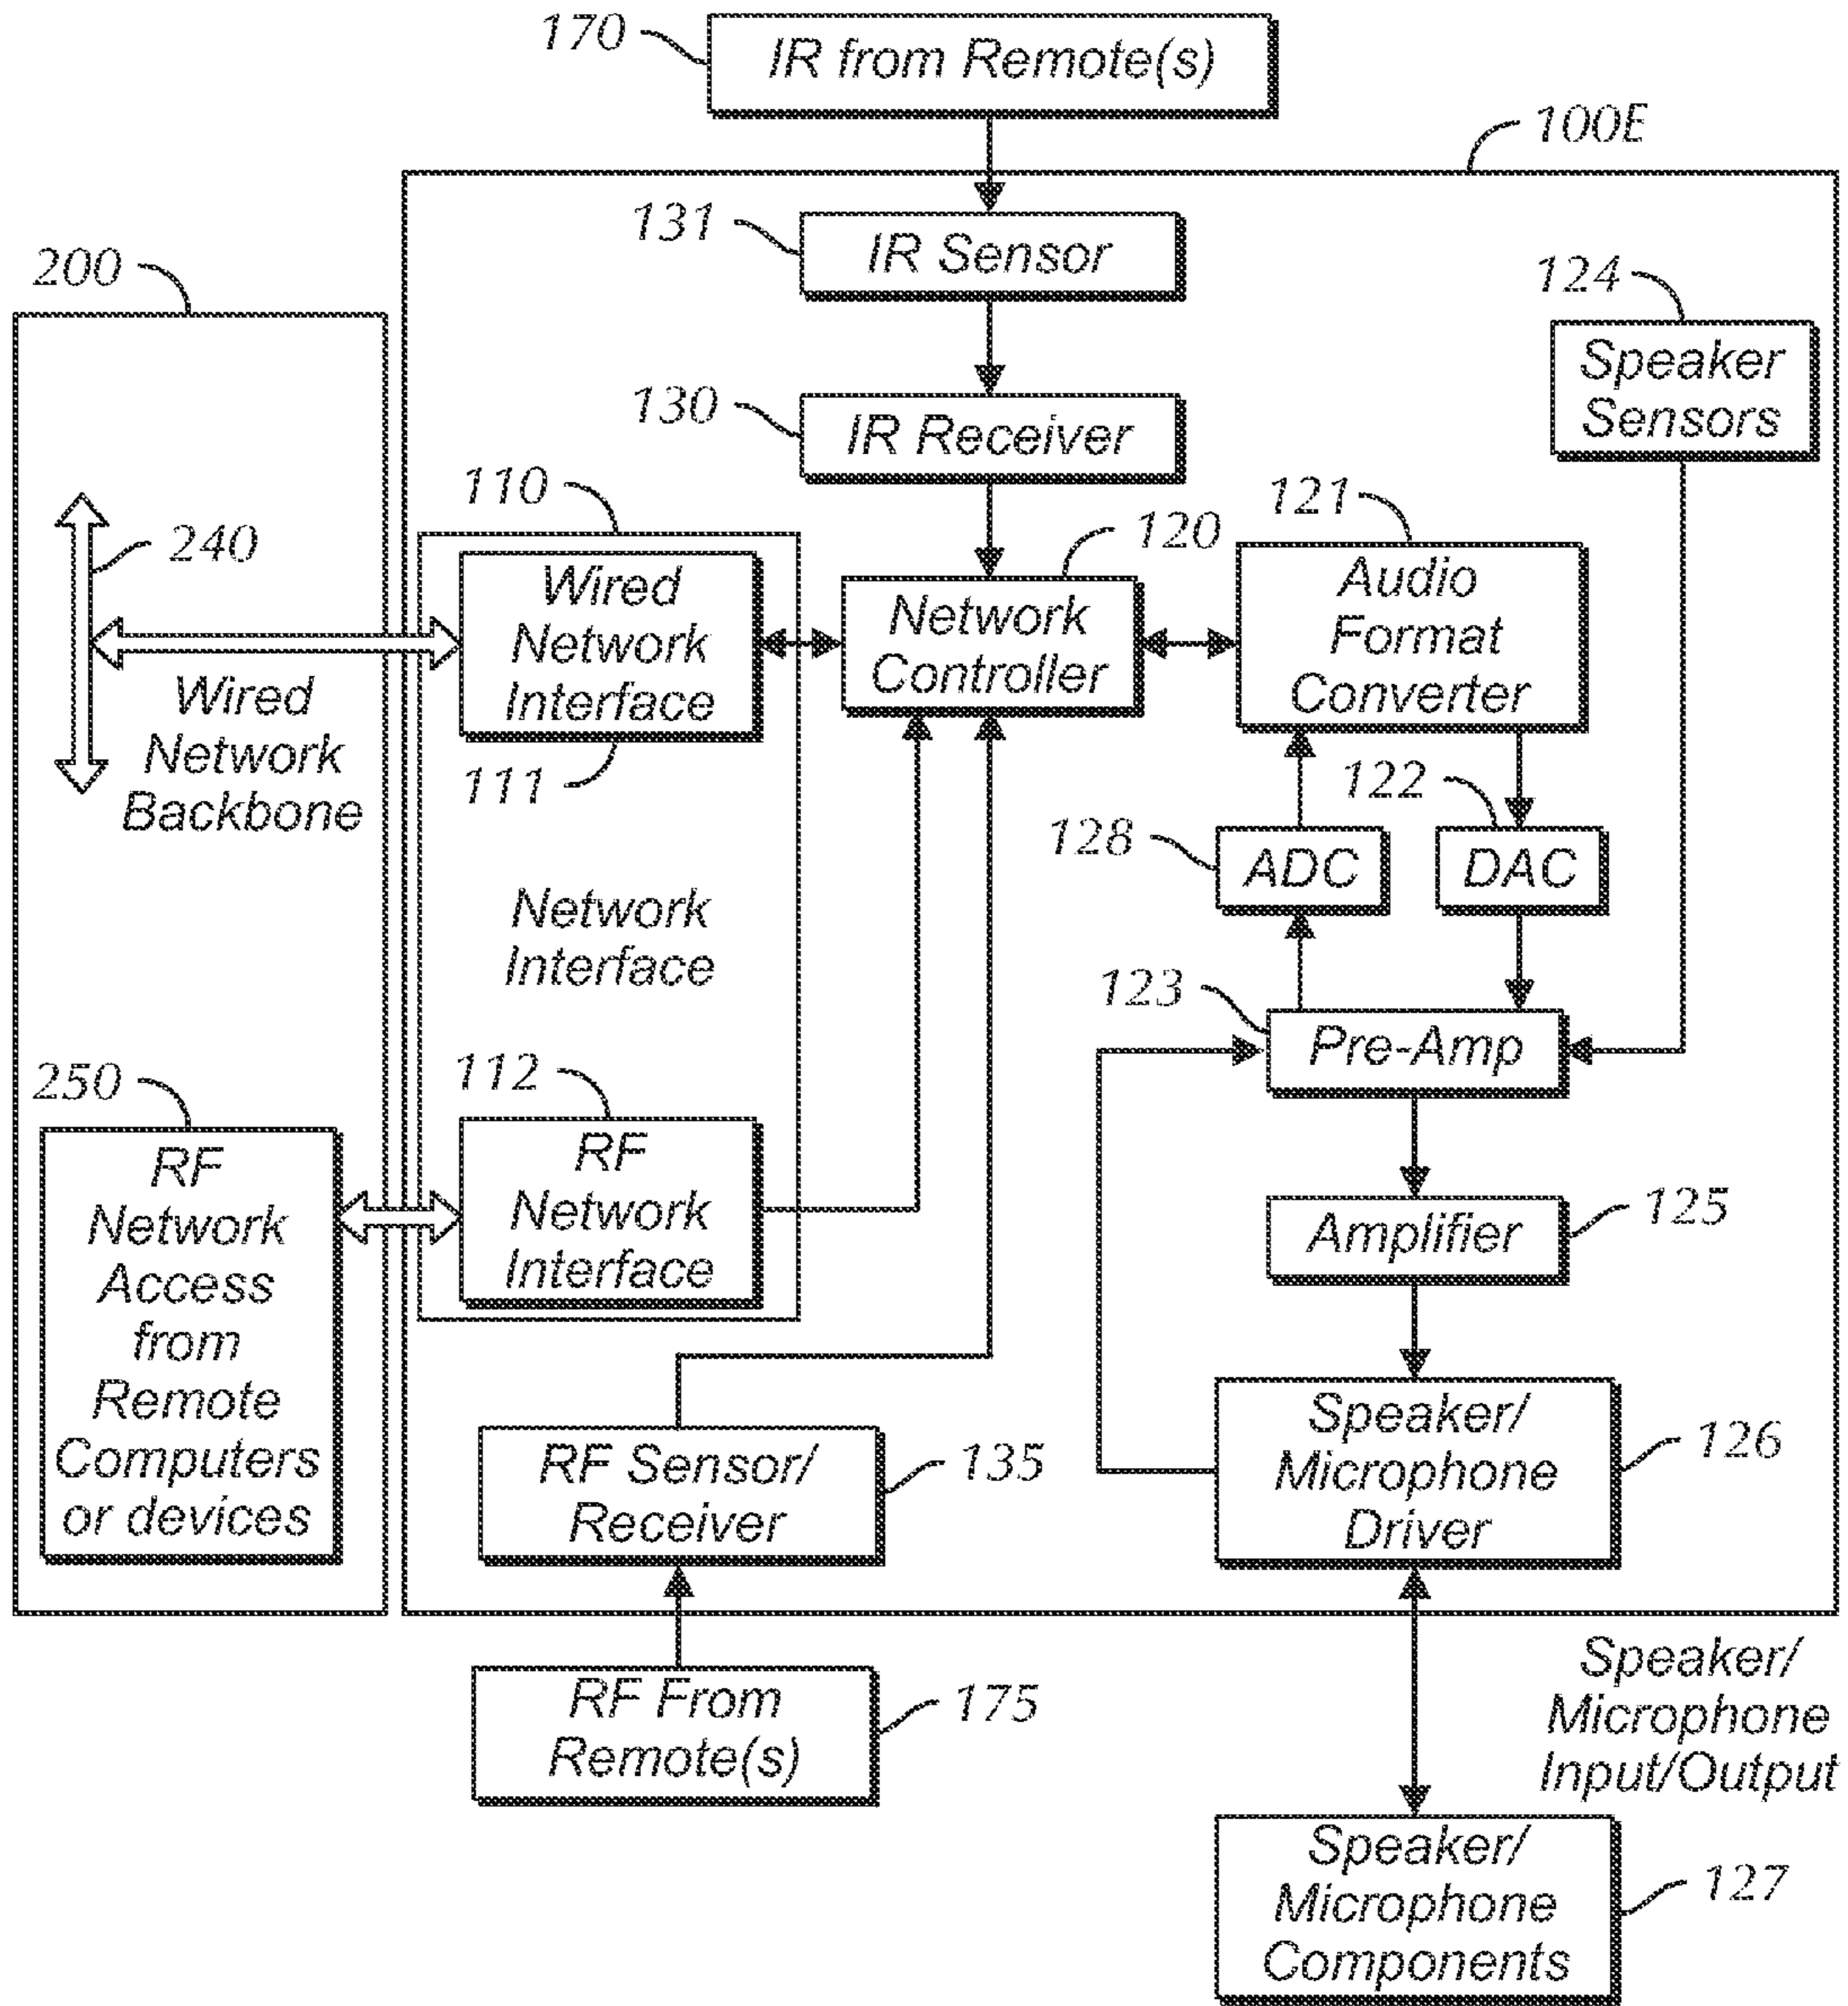 170
IR from Remote(s)
100E
131
IR Sensor
200
124
Speaker
Sensors
130
IR Receiver
110
121
240
120
Wired
Network
Interface
Network
Controller
Audio
Format
Converter
Wired
Network
Backbone
111
122
128
ADC
DAC
Network
Interface
123
Pre-Amp
250
112
RF
Network
Access
from
Remote
Computers
or devices
RF
Network
Interface
Amplifier
125
Speaker/
Microphone
Driver
126
RF Sensor/
Receiver
135
RF From
Remote(s)
175
Speaker/
Microphone
Input/Output
Speaker/
Microphone
Components
127